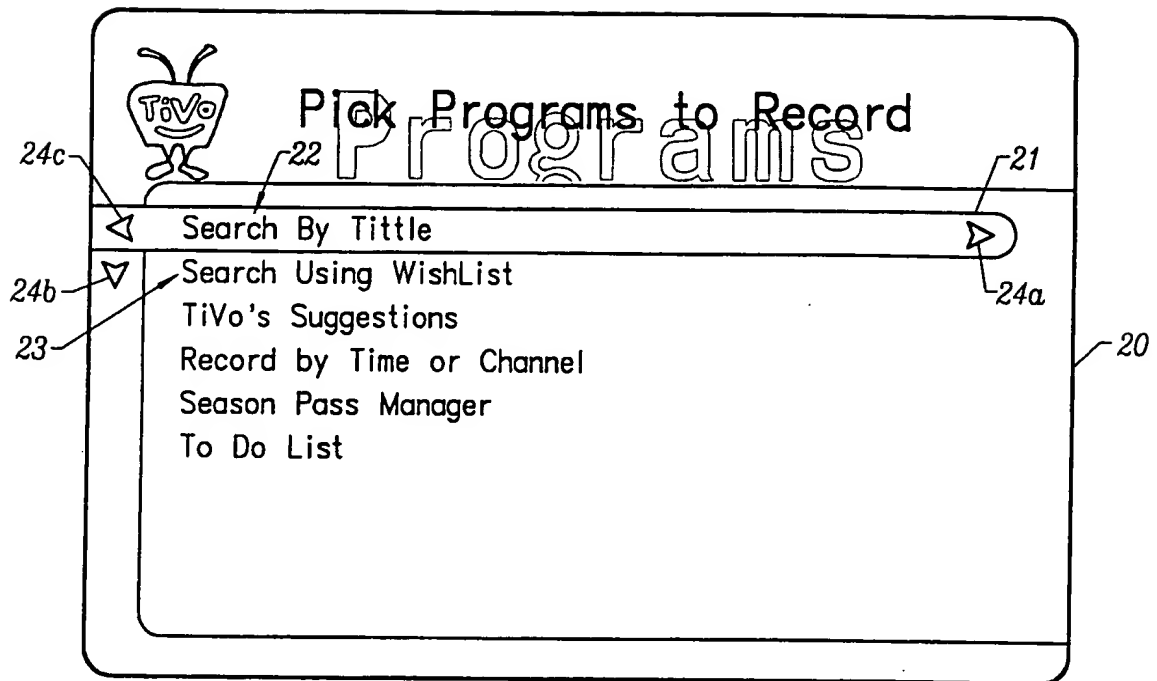 TiVo
Pick Programs to Record
Programs
24c
22
21
Search By Tittle
24b
Search Using WishList
24a
23
TiVo's Suggestions
20
Record by Time or Channel
Season Pass Manager
To Do List